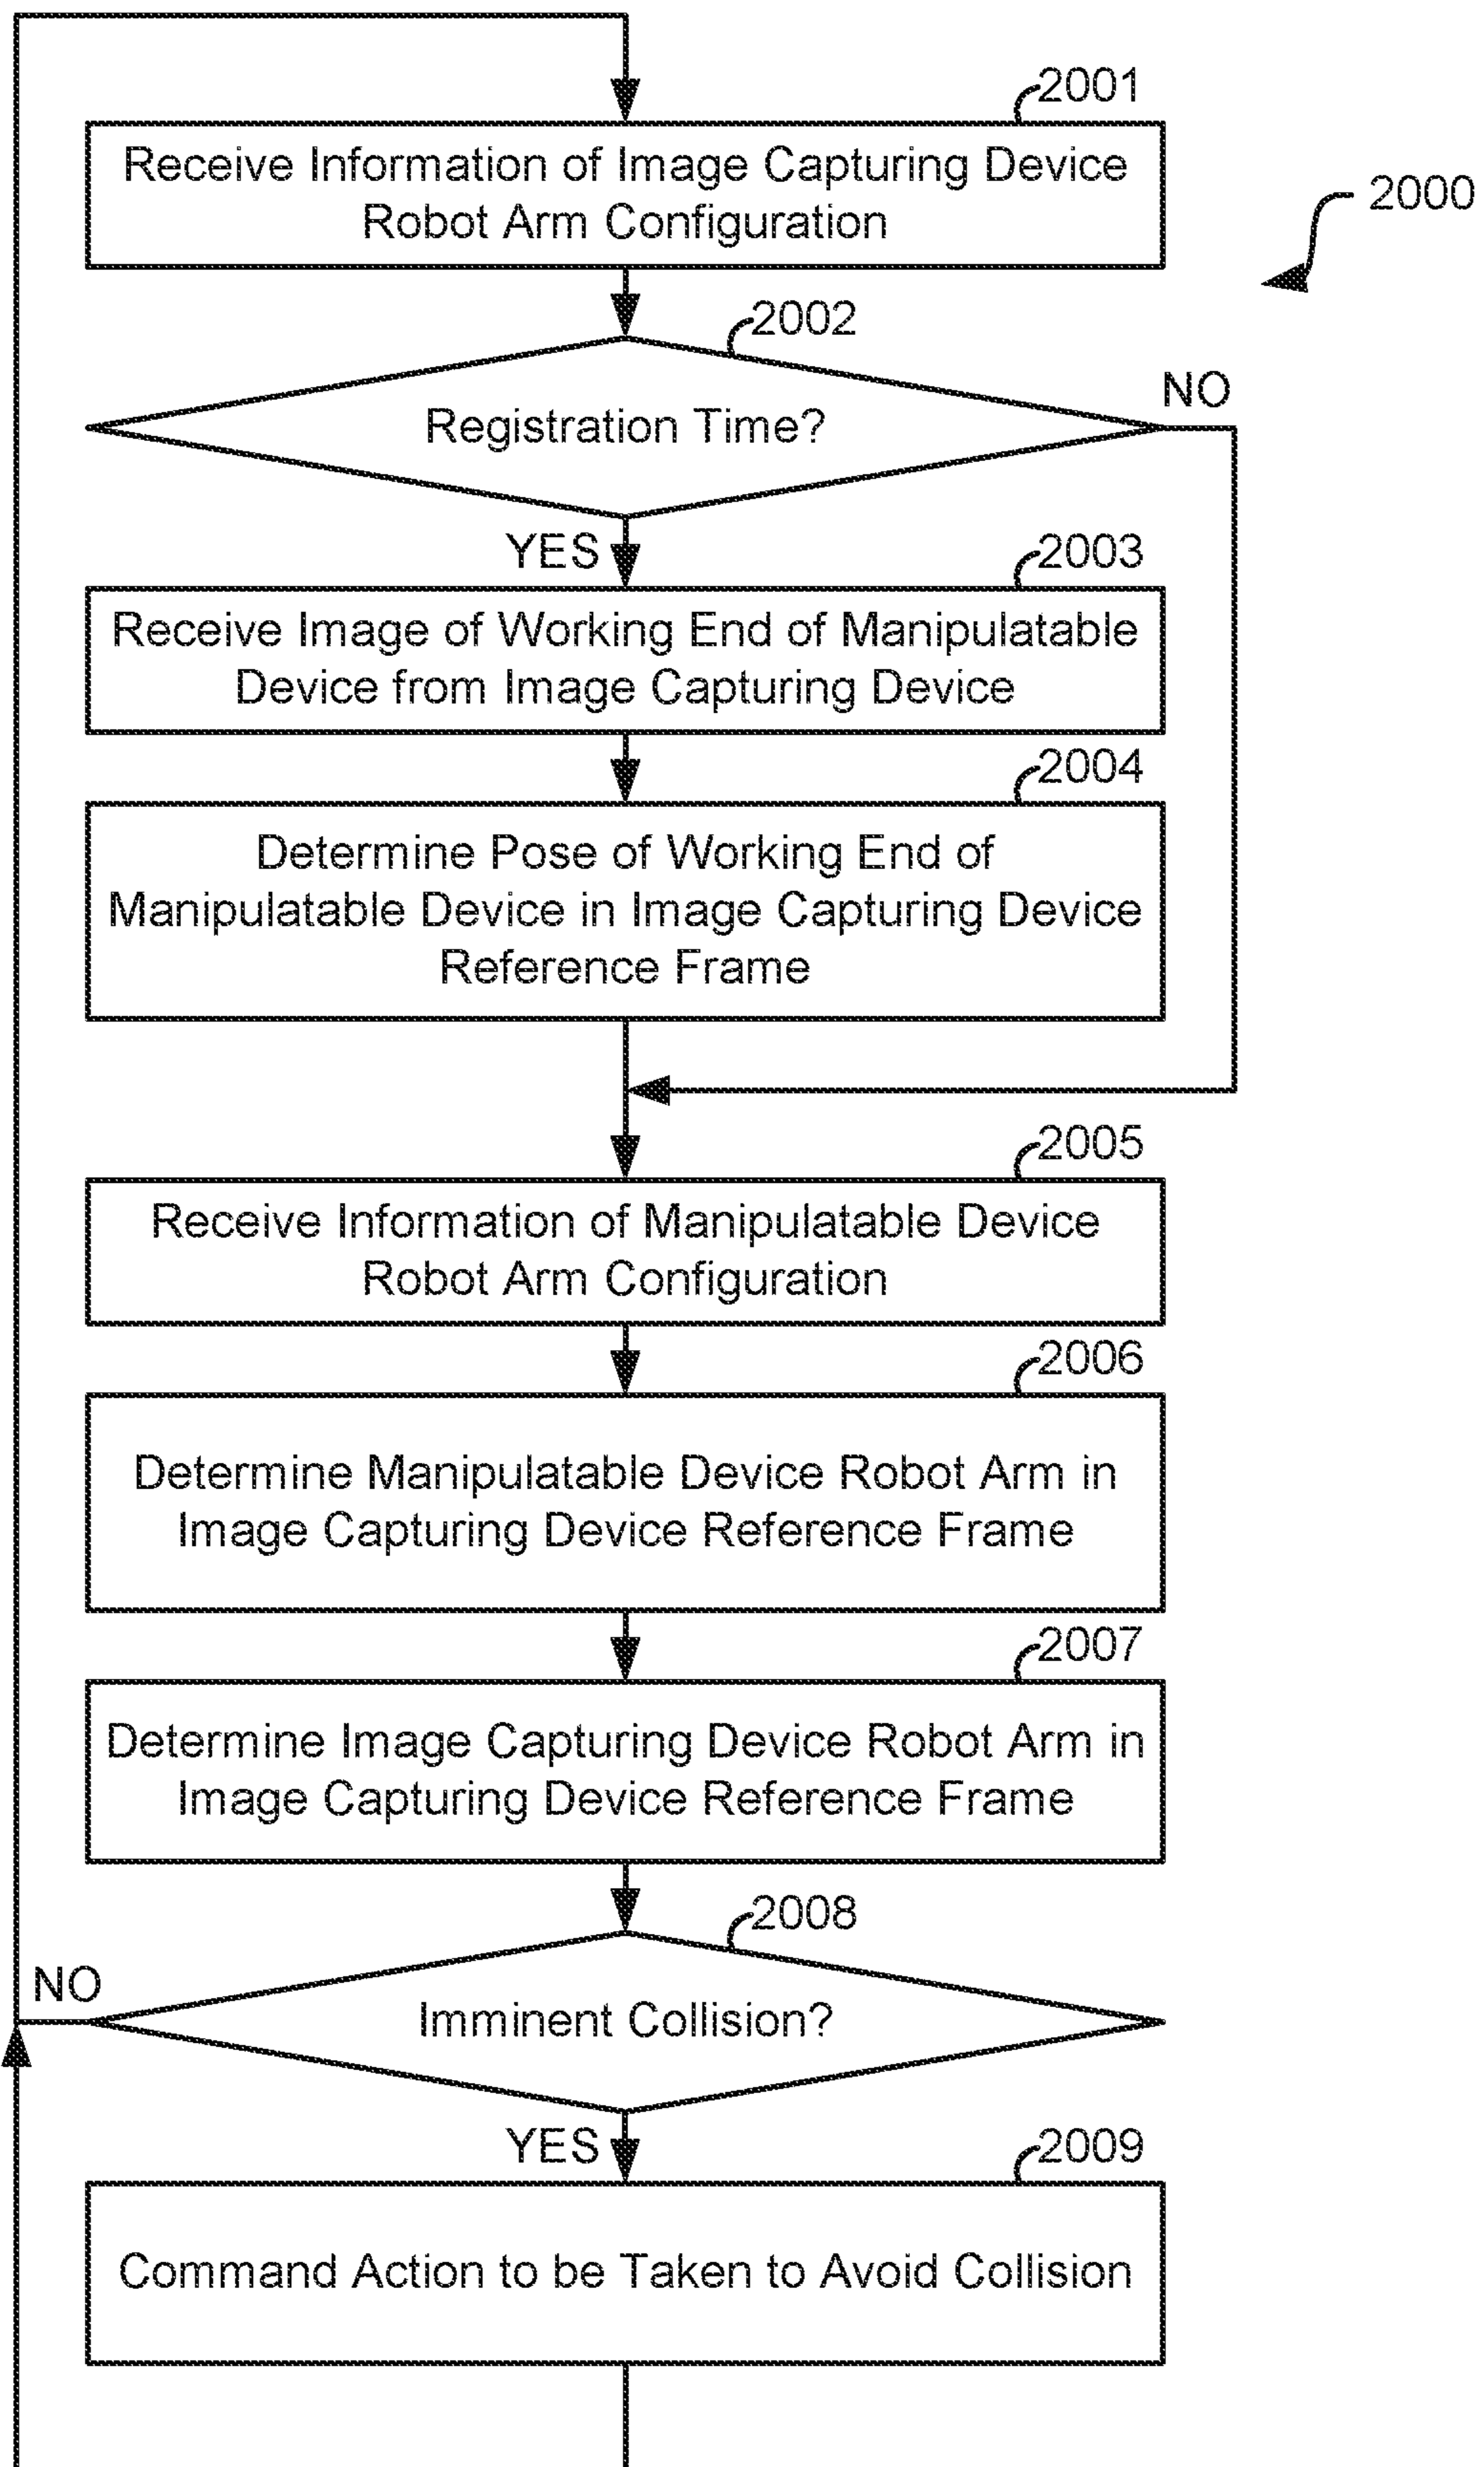 2001
Receive Information of Image Capturing Device
Robot Arm Configuration
2000
2002
Registration Time?
NO
YES
2003
Receive Image of Working End of Manipulatable
Device from Image Capturing Device
2004
Determine Pose of Working End of
Manipulatable Device in Image Capturing Device
Reference Frame
2005
Receive Information of Manipulatable Device
Robot Arm Configuration
2006
Determine Manipulatable Device Robot Arm in
Image Capturing Device Reference Frame
2007
Determine Image Capturing Device Robot Arm in
Image Capturing Device Reference Frame
2008
NO
Imminent Collision?
YES
2009
Command Action to be Taken to Avoid Collision